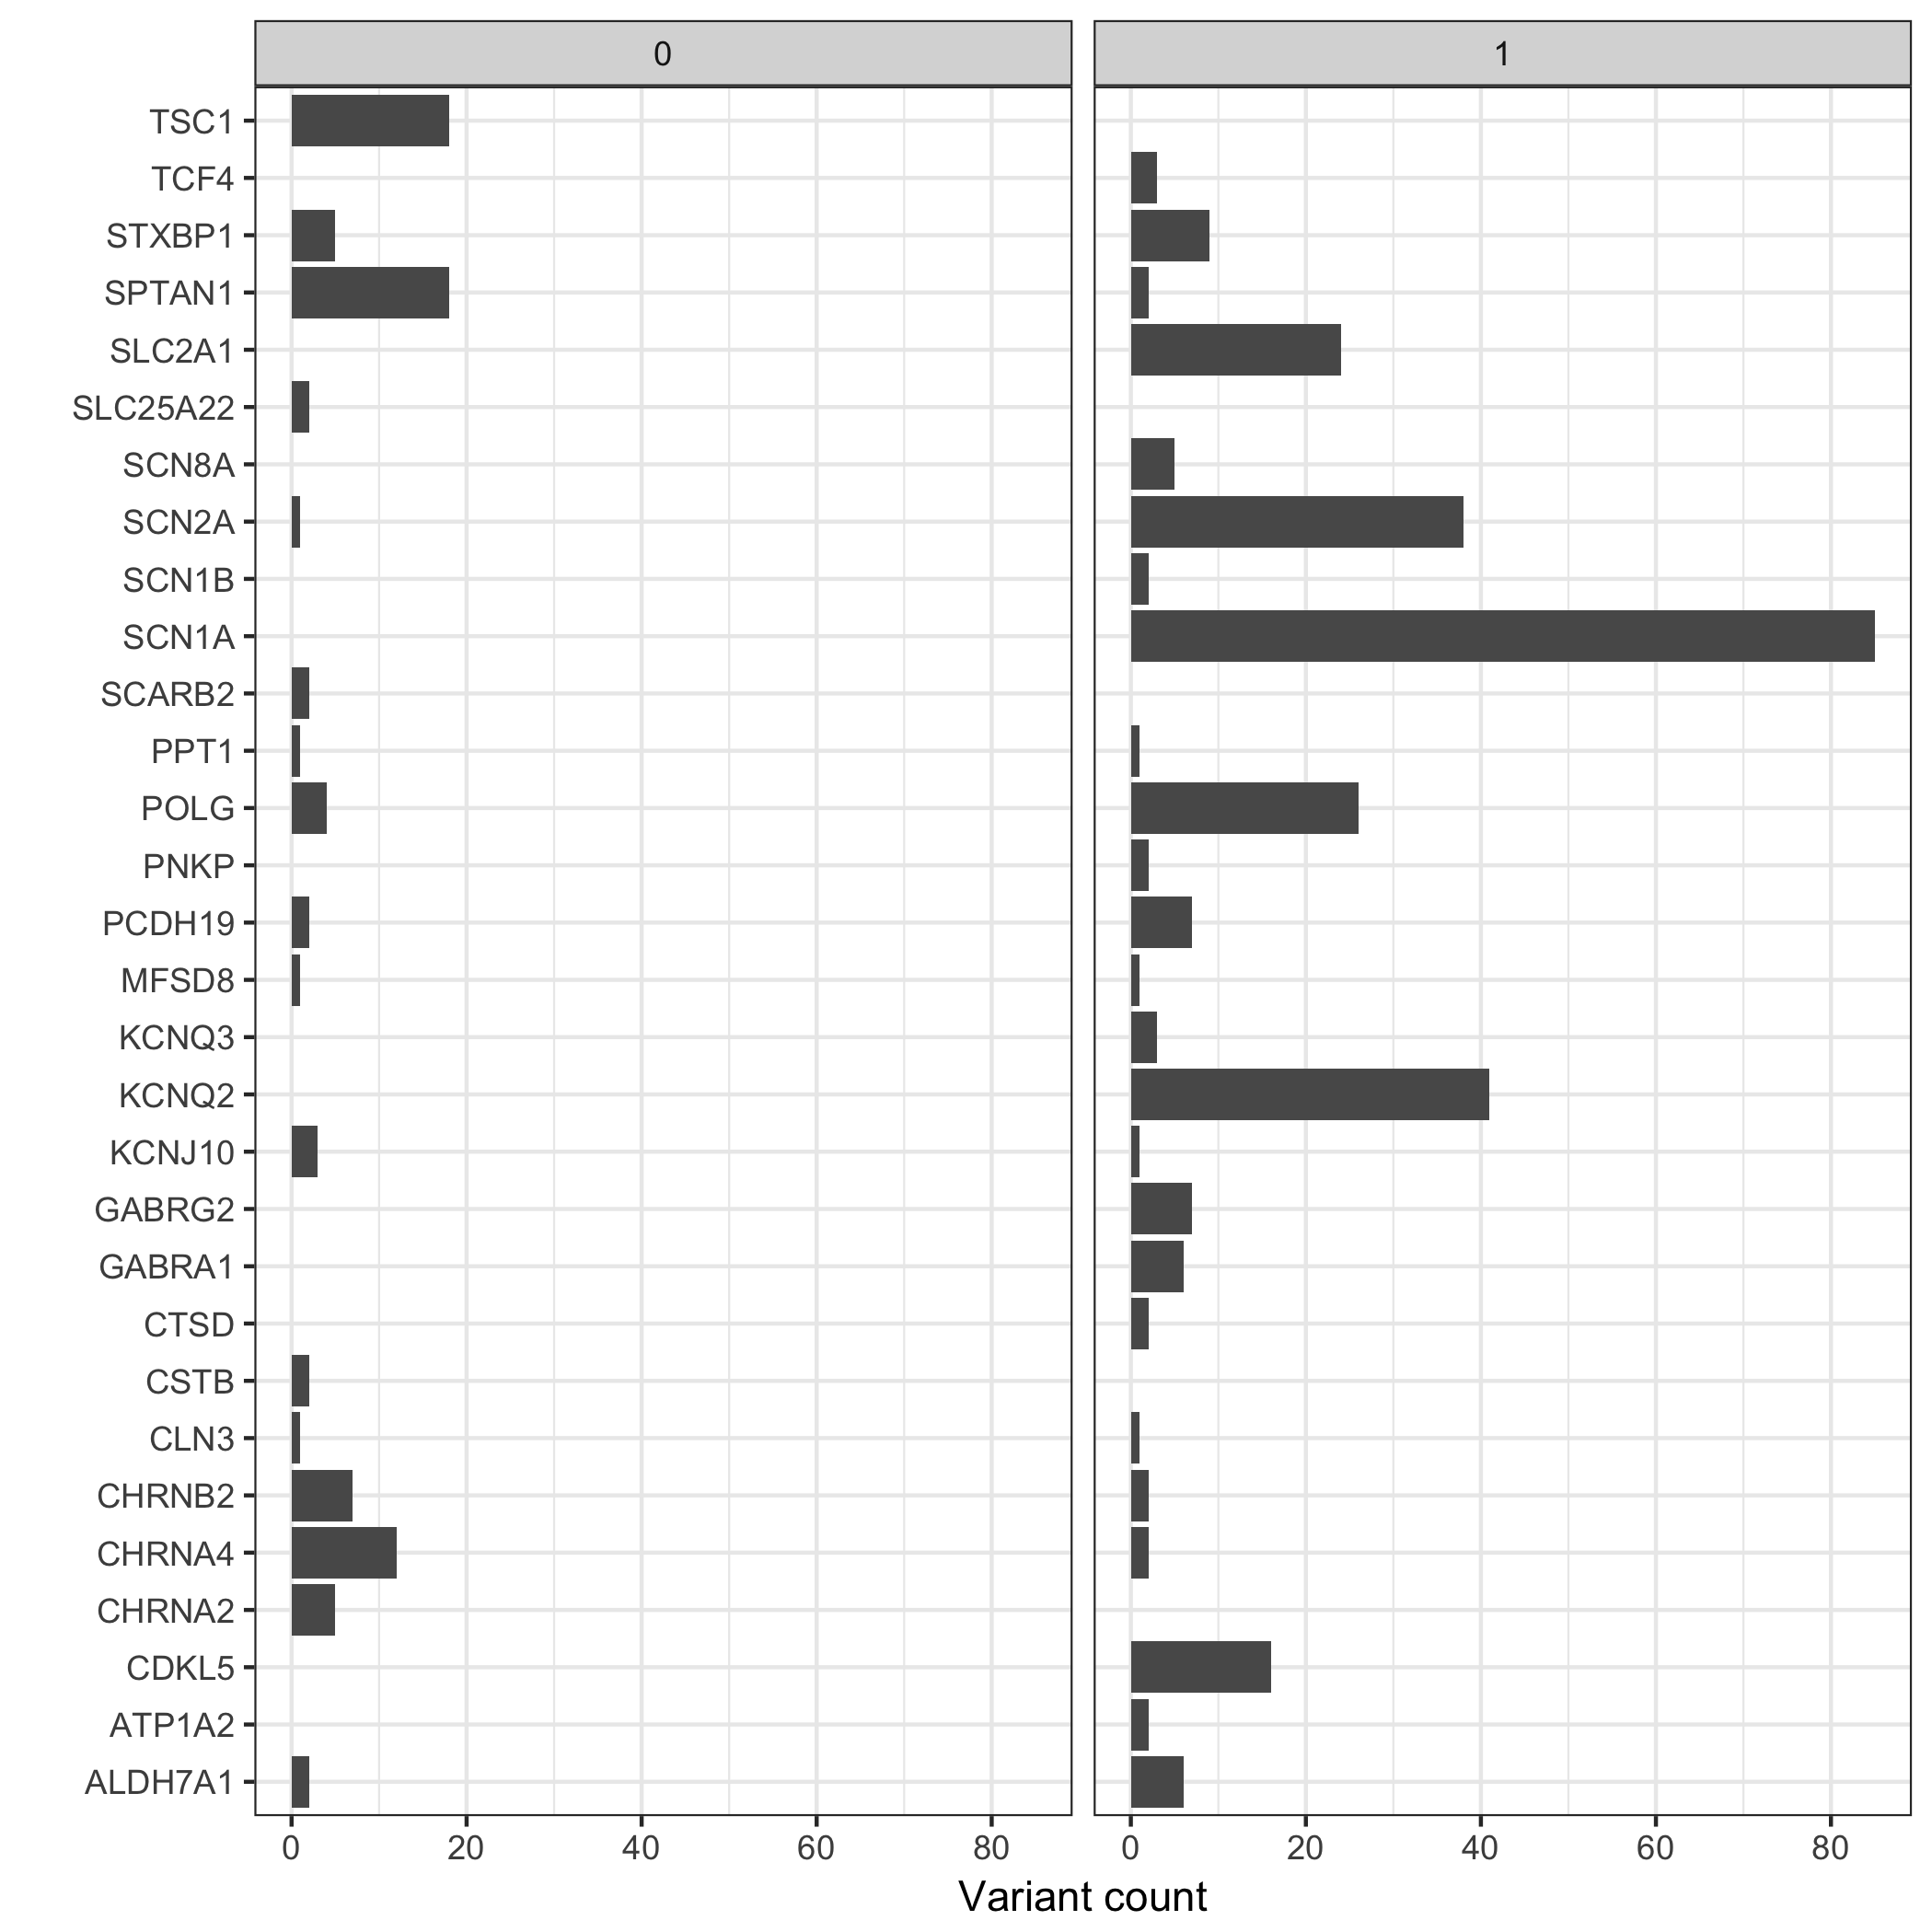 0
1
TSC1
TCF4
STXBP1
SPTAN1
SLC2A1
SLC25A22
SCN8A
SCN2A
SCN1B
SCN1A
SCARB2
PPT1
POLG
PNKP
PCDH19
MFSD8
KCNQ3
KCNQ2
KCNJ10
GABRG2
GABRA1
CTSD
CSTB
CLN3
CHRNB2
CHRNA4
CHRNA2
CDKL5
ATP1A2
ALDH7A1
0 20 40 60 80
0 20 40 60 80
Variant count